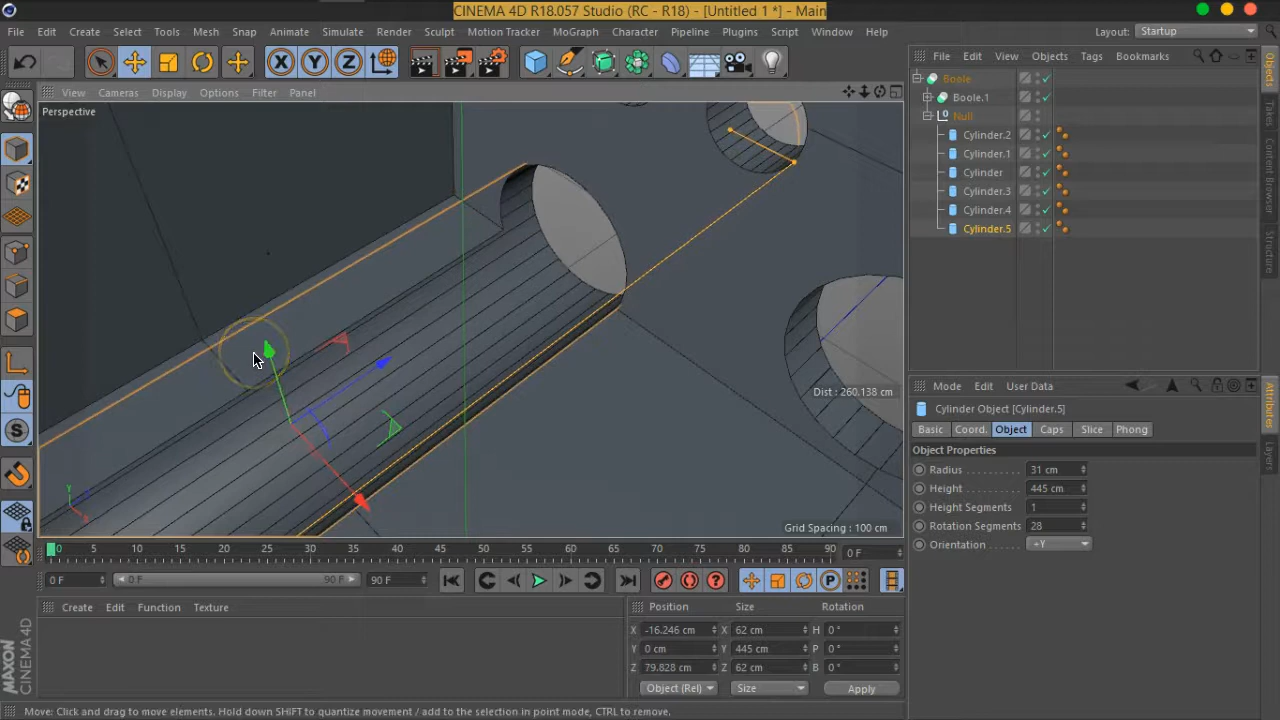 CINEMA 4D R18.057 Studio (RC - R18) - [Untitled 1 *] - Main
File Edit Create Select Tools Mesh Snap Animate Simulate Render Sculpt Motion Tracker MoGraph Character Pipeline Plugins Script Window Help Layout: Startup
X Y Z
File Edit View Objects Tags Bookmarks
View Cameras Display Options Filter Panel
Perspective
Boole
Boole.1
Null
Cylinder.2
Cylinder.1
Cylinder
Cylinder.3
Cylinder.4
Cylinder.5
Objects
Takes
Content Browser
Structure
Dist : 260.138 cm
Grid Spacing : 100 cm
Mode Edit User Data
Cylinder Object [Cylinder.5]
Basic Coord. Object Caps Slice Phong
Object Properties
Radius 31 cm
Height 445 cm
Height Segments 1
Rotation Segments 28
Orientation +Y
Attributes
Layers
0 5 10 15 20 25 30 35 40 45 50 55 60 65 70 75 80 85 90 0 F
0 F 0 F 90 F 90 F
Create Edit Function Texture
Position Size Rotation
X -16.246 cm X 62 cm H 0 °
Y 0 cm Y 445 cm P 0 °
Z 79.828 cm Z 62 cm B 0 °
Object (Rel) Size Apply
MAXON CINEMA 4D
Move: Click and drag to move elements. Hold down SHIFT to quantize movement / add to the selection in point mode, CTRL to remove.